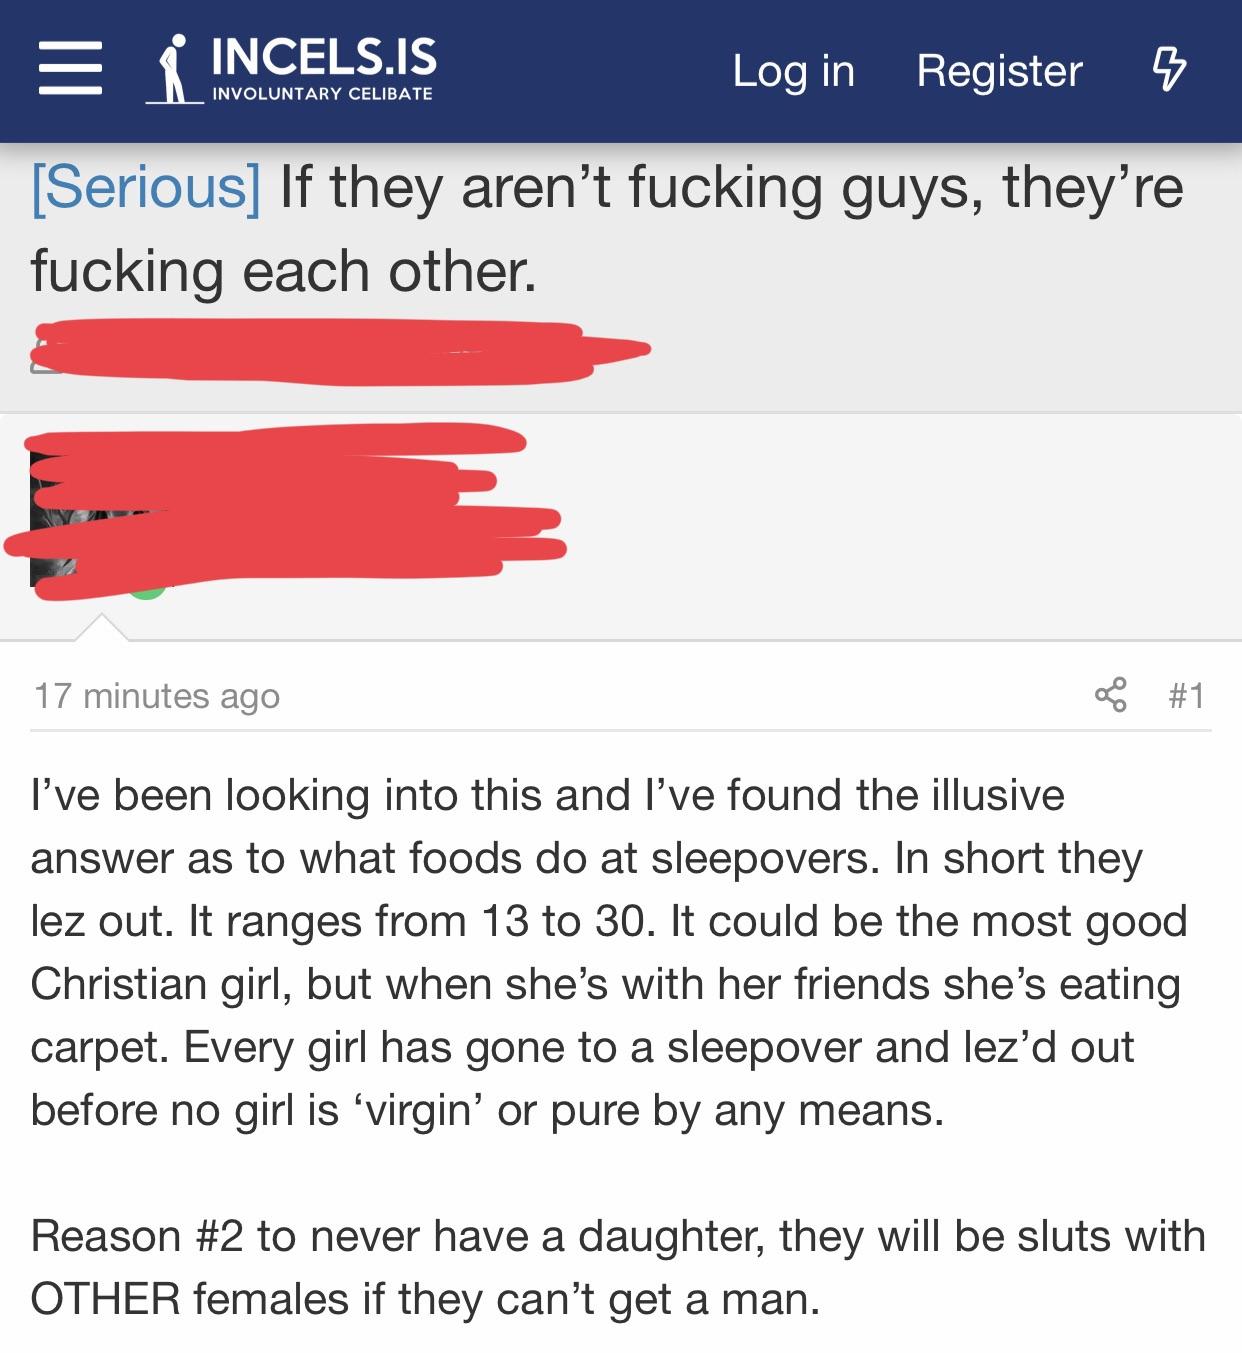 INCELS.IS
INVOLUNTARY CELIBATE
Log in
Register
[Serious] If they aren’t fucking guys, they’re
fucking each other.
17 minutes ago
#1
I’ve been looking into this and I’ve found the illusive
answer as to what foods do at sleepovers. In short they
lez out. It ranges from 13 to 30. It could be the most good
Christian girl, but when she’s with her friends she’s eating
carpet. Every girl has gone to a sleepover and lez’d out
before no girl is ‘virgin’ or pure by any means.
Reason #2 to never have a daughter, they will be sluts with
OTHER females if they can’t get a man.